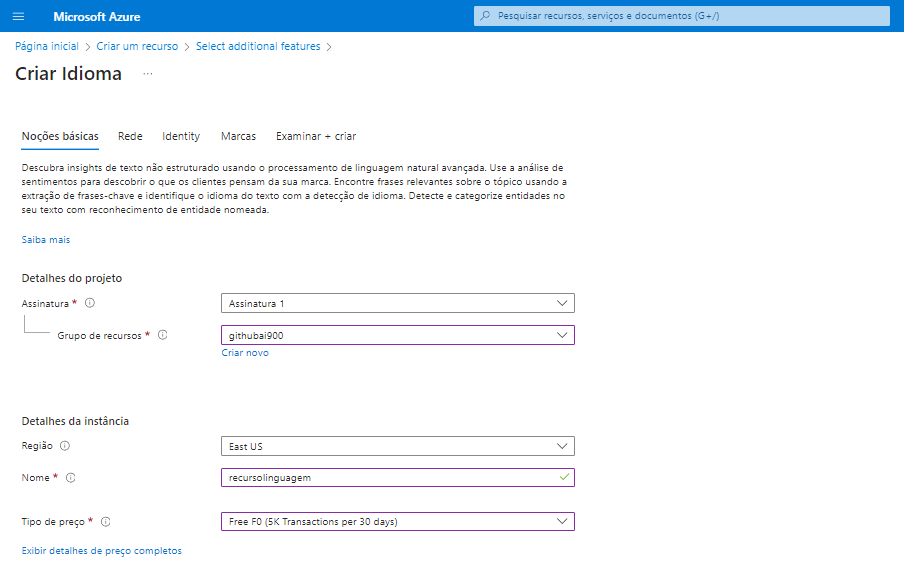 Microsoft Azure
Pesquisar recursos, serviços e documentos (G+/)
Página inicial > Criar um recurso > Select additional features >
Criar Idioma ...
Noções básicas Rede Identity Marcas Examinar + criar
Descubra insights de texto não estruturado usando o processamento de linguagem natural avançada. Use a análise de
sentimentos para descobrir o que os clientes pensam da sua marca. Encontre frases relevantes sobre o tópico usando a
extração de frases-chave e identifique o idioma do texto com a detecção de idioma. Detecte e categorize entidades no
seu texto com reconhecimento de entidade nomeada.
Saiba mais
Detalhes do projeto
Assinatura * Assinatura 1
Grupo de recursos * githubai900
Criar novo
Detalhes da instância
Região East US
Nome * recursolinguagem
Tipo de preço * Free F0 (5K Transactions per 30 days)
Exibir detalhes de preço completos